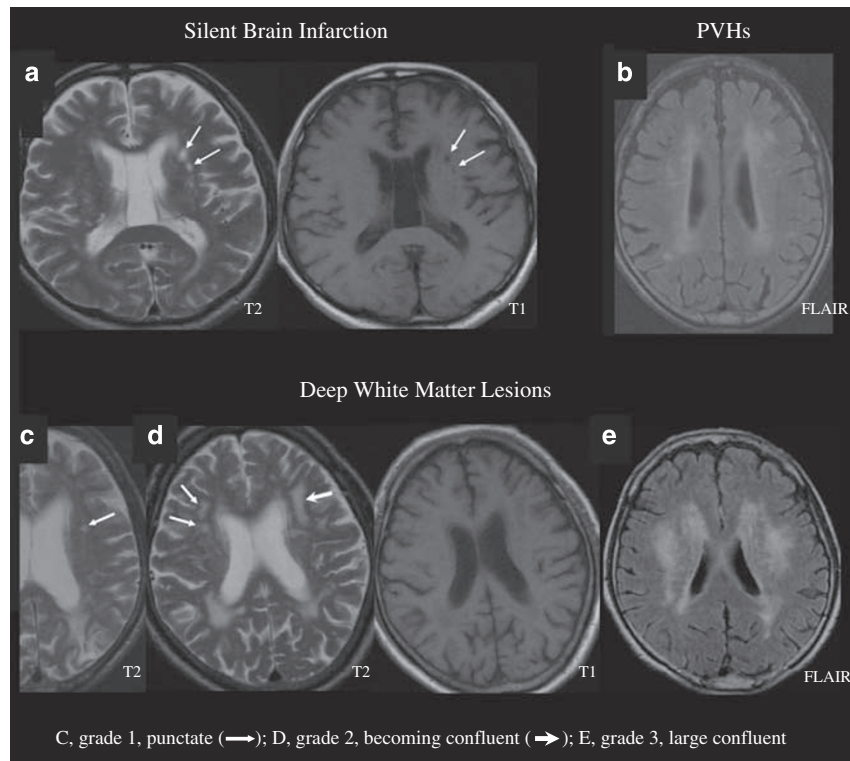 Silent Brain Infarction
PVHs
a
b
T2
T1
FLAIR
Deep White Matter Lesions
c
d
e
T2
T2
T1
FLAIR
C, grade 1, punctate (→); D, grade 2, becoming confluent (➔); E, grade 3, large confluent